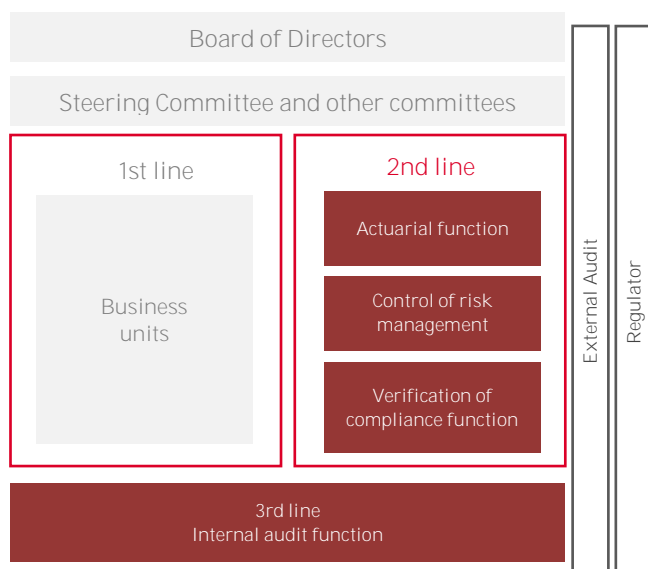 Board of Directors
Steering Committee and other committees
1st line
Business
units
2nd line
Actuarial function
Control of risk
management
Verification of
compliance function
3rd line
Internal audit function
External Audit
Regulator